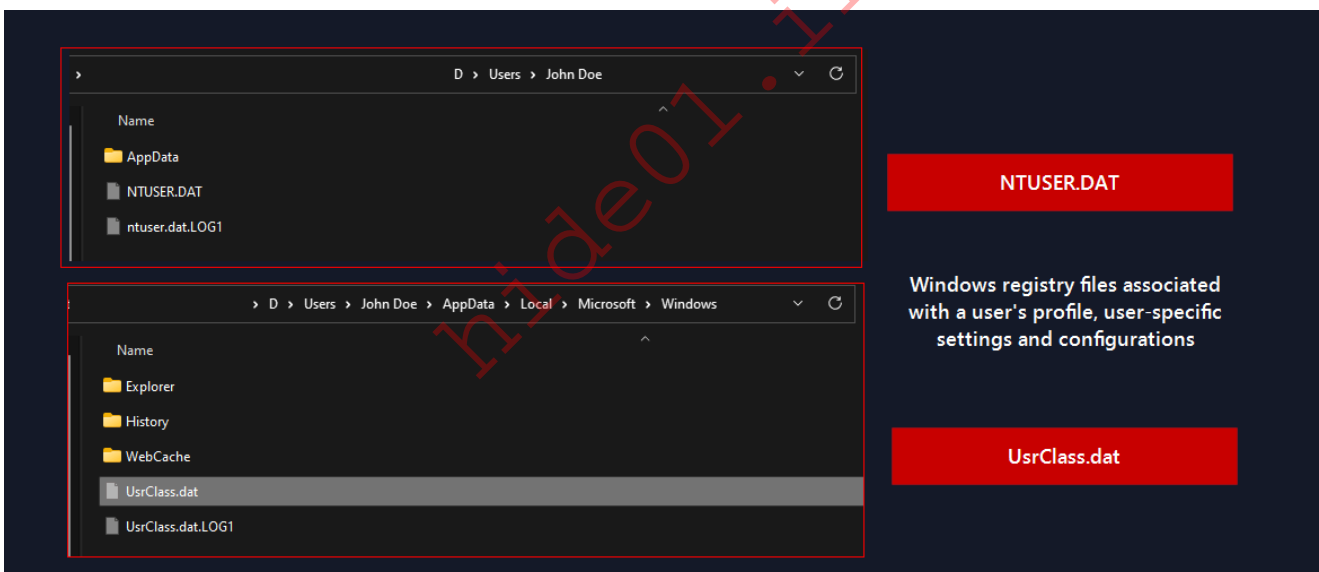 D > Users > John Doe
Name
AppData
NTUSER.DAT
ntuser.dat.LOG1
> D > Users > John Doe > AppData > Local > Microsoft > Windows
Name
Explorer
History
WebCache
UsrClass.dat
UsrClass.dat.LOG1
NTUSER.DAT
Windows registry files associated
with a user's profile, user-specific
settings and configurations
UsrClass.dat
hide01.i